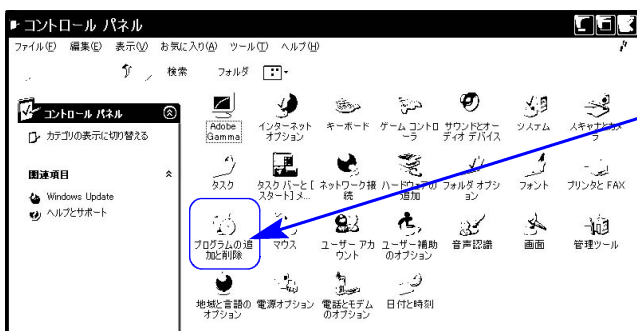 コントロール パネル
ファイル(F) 編集(E) 表示(V) お気に入り(A) ツール(T) ヘルプ(H)
検索 フォルダ
コントロール パネル
カテゴリの表示に切り替える
関連項目
Windows Update
ヘルプとサポート
Adobe
Gamma
インターネット
オプション
キーボード
ゲーム コントロ
ーラ
サウンドとオー
ディオ デバイス
システム
スキャナとカメ
ラ
タスク
タスク バーと [
スタート] メ...
ネットワーク接
続
ハードウェアの
追加
フォルダ オプシ
ョン
フォント
プリンタと FAX
プログラムの追
加と削除
マウス
ユーザー アカ
ウント
ユーザー補助
のオプション
音声認識
画面
管理ツール
地域と言語の
オプション
電源オプション
電話とモデム
のオプション
日付と時刻